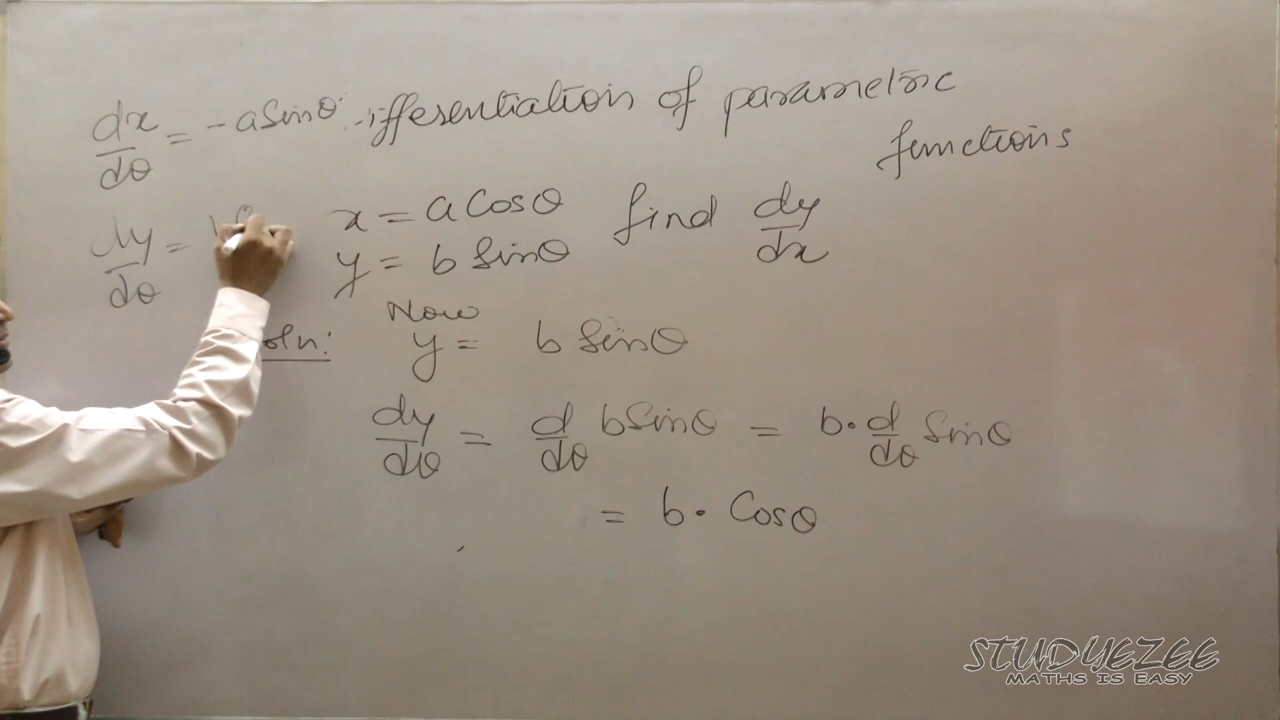 dx/dθ = -a Sinθ ifferentiation of parametric
functions
x = a Cosθ find dy/dx
y = b Sinθ
dy/dθ =
Now
oln: y = b Sinθ
dy/dθ = d/dθ b Sinθ = b · d/dθ Sinθ
= b · Cosθ
STUDYEZEE
MATHS IS EASY